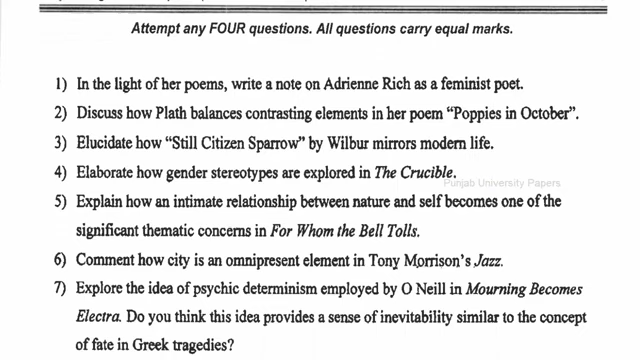 Attempt any FOUR questions. All questions carry equal marks.
1) In the light of her poems, write a note on Adrienne Rich as a feminist poet.
2) Discuss how Plath balances contrasting elements in her poem “Poppies in October”.
3) Elucidate how “Still Citizen Sparrow” by Wilbur mirrors modern life.
4) Elaborate how gender stereotypes are explored in The Crucible.
Punjab University Papers
5) Explain how an intimate relationship between nature and self becomes one of the
significant thematic concerns in For Whom the Bell Tolls.
6) Comment how city is an omnipresent element in Tony Morrison’s Jazz.
7) Explore the idea of psychic determinism employed by O Neill in Mourning Becomes
Electra. Do you think this idea provides a sense of inevitability similar to the concept
of fate in Greek tragedies?